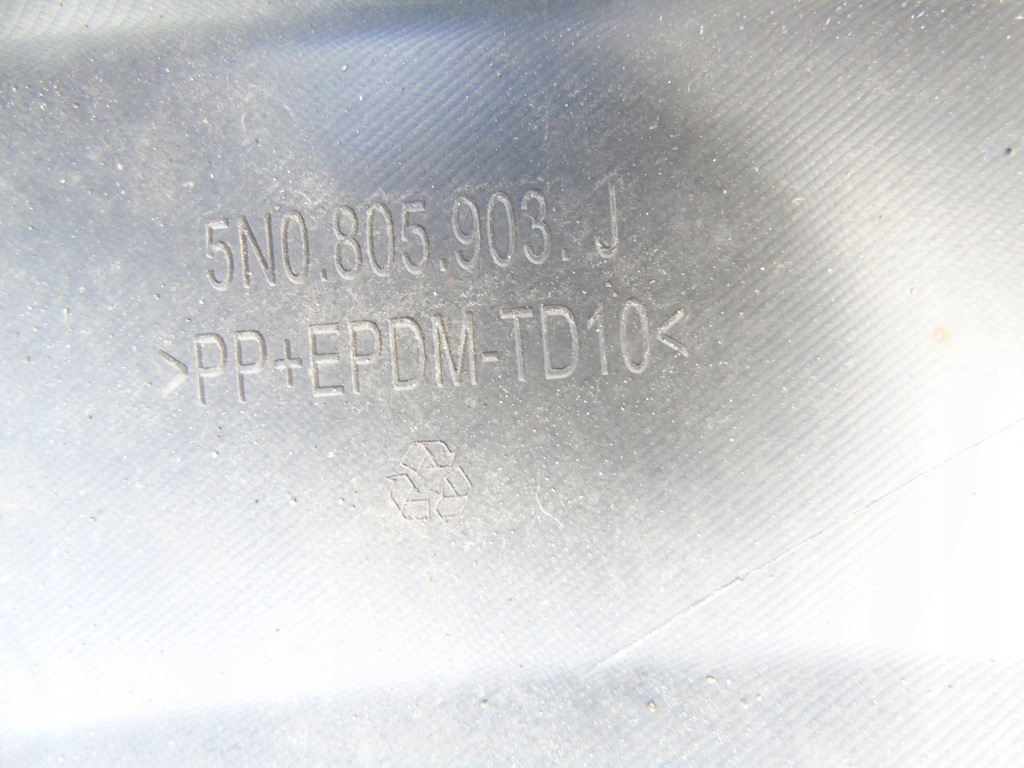 5N0.805.903. J
>PP+EPDM-TD10<